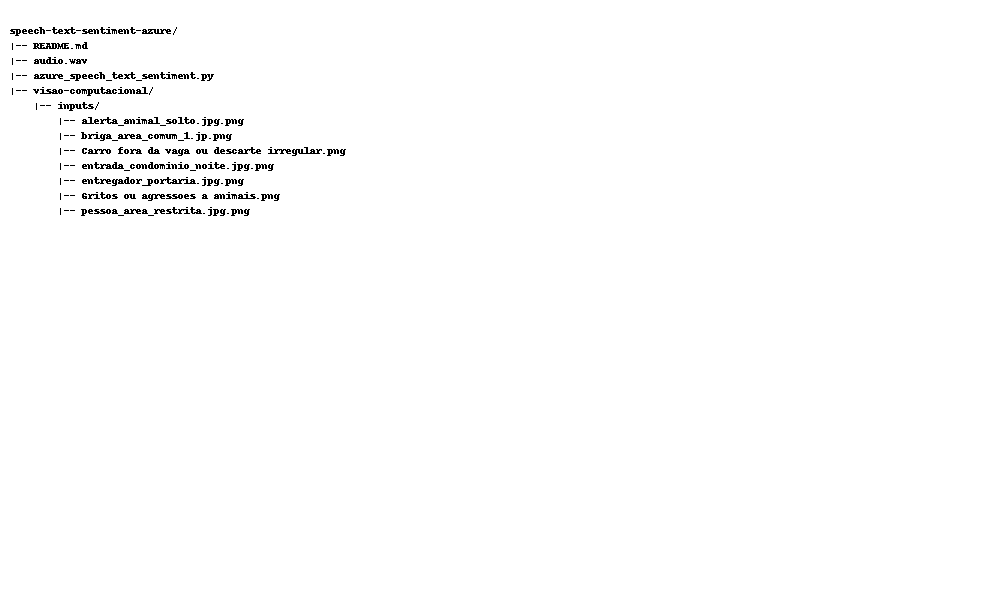 speech-text-sentiment-azure/
|-- README.md
|-- audio.wav
|-- azure_speech_text_sentiment.py
|-- visao-computacional/
    |-- inputs/
        |-- alerta_animal_solto.jpg.png
        |-- briga_area_comum_1.jp.png
        |-- Carro fora da vaga ou descarte irregular.png
        |-- entrada_condominio_noite.jpg.png
        |-- entregador_portaria.jpg.png
        |-- Gritos ou agressoes a animais.png
        |-- pessoa_area_restrita.jpg.png